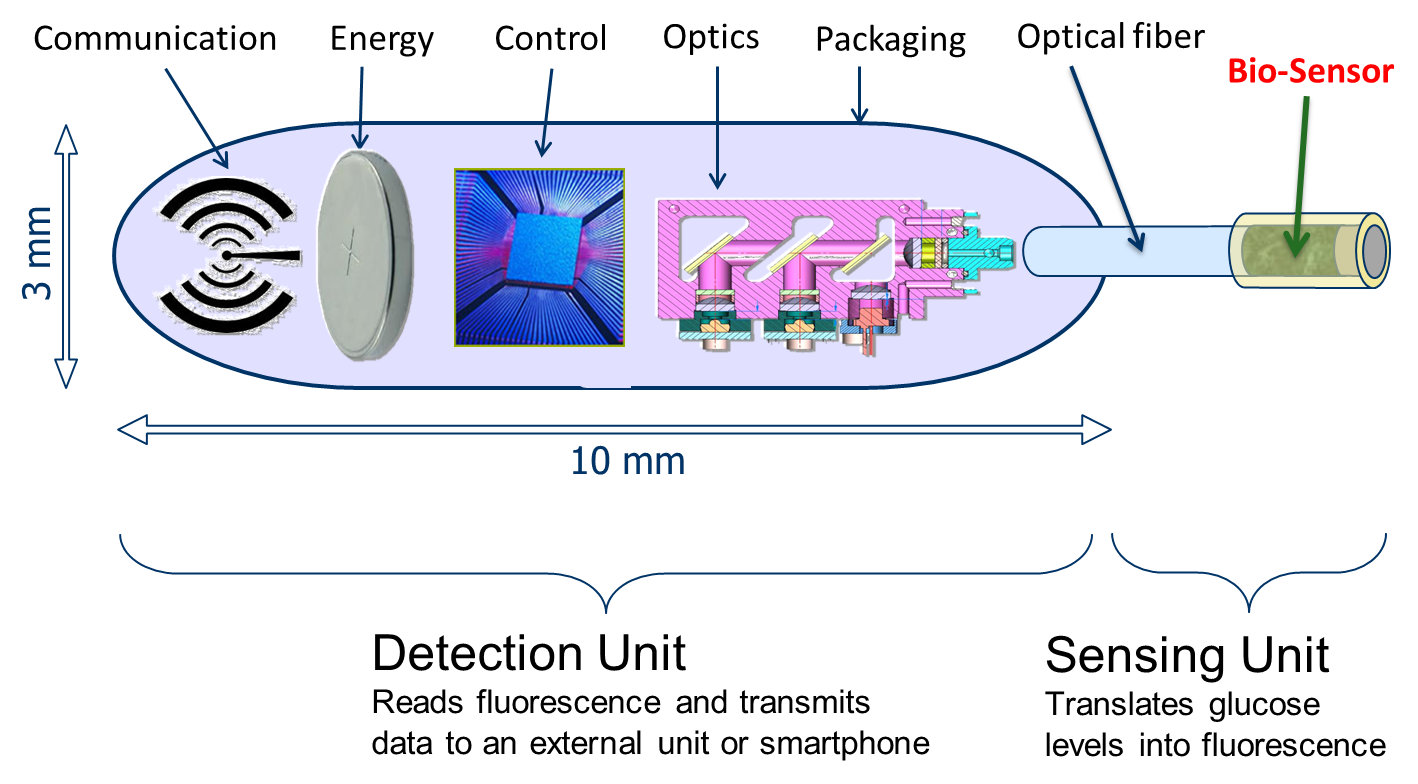 Communication
Energy
Control
Optics
Packaging
Optical fiber
Bio-Sensor
3 mm
10 mm
Detection Unit
Reads fluorescence and transmits
data to an external unit or smartphone
Sensing Unit
Translates glucose
levels into fluorescence